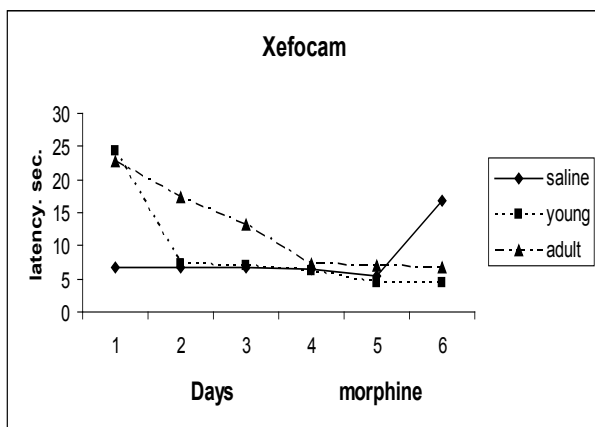 Xefocam
latency. sec.
30
25
20
15
10
5
0
1 2 3 4 5 6
Days morphine
saline
young
adult